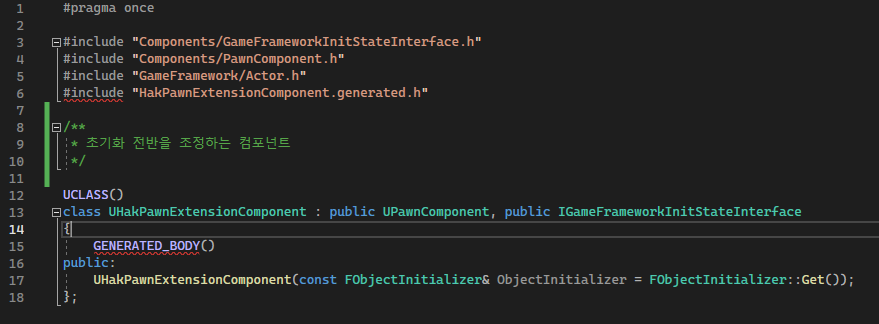 1 #pragma once
2
3 #include "Components/GameFrameworkInitStateInterface.h"
4 #include "Components/PawnComponent.h"
5 #include "GameFramework/Actor.h"
6 #include "HakPawnExtensionComponent.generated.h"
7
8 /**
9 * 초기화 전반을 조정하는 컴포넌트
10 */
11
12 UCLASS()
13 class UHakPawnExtensionComponent : public UPawnComponent, public IGameFrameworkInitStateInterface
14 {
15 GENERATED_BODY()
16 public:
17 UHakPawnExtensionComponent(const FObjectInitializer& ObjectInitializer = FObjectInitializer::Get());
18 };